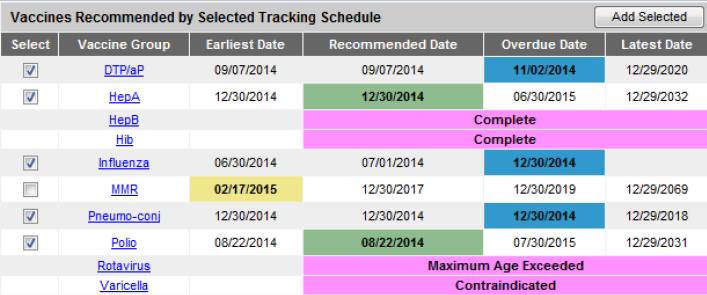 Vaccines Recommended by Selected Tracking Schedule Add Selected
Select Vaccine Group Earliest Date Recommended Date Overdue Date Latest Date
DTP/aP 09/07/2014 09/07/2014 11/02/2014 12/29/2020
HepA 12/30/2014 12/30/2014 06/30/2015 12/29/2032
HepB Complete
Hib Complete
Influenza 06/30/2014 07/01/2014 12/30/2014
MMR 02/17/2015 12/30/2017 12/30/2019 12/29/2069
Pneumo-conj 12/30/2014 12/30/2014 12/30/2014 12/29/2018
Polio 08/22/2014 08/22/2014 07/30/2015 12/29/2031
Rotavirus Maximum Age Exceeded
Varicella Contraindicated